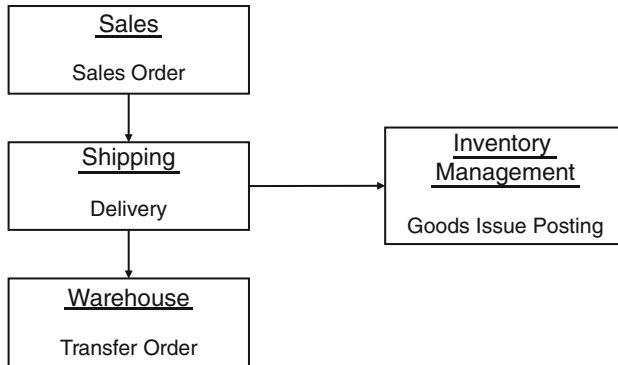 Sales
Sales Order
Shipping
Delivery
Inventory
Management
Goods Issue Posting
Warehouse
Transfer Order